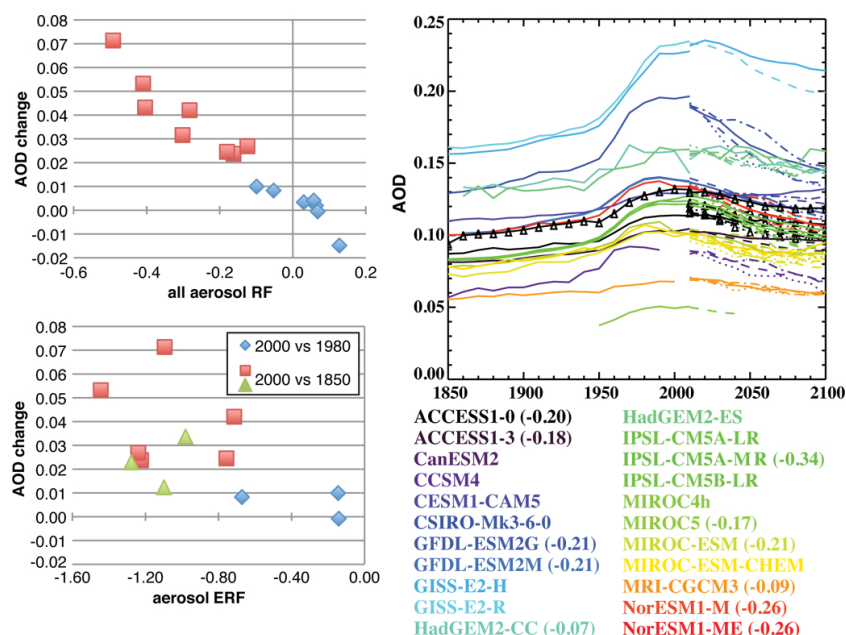 0.08
0.07
0.06
0.05
0.04
0.03
0.02
0.01
0.00
-0.01
-0.02
AOD change
-0.6
-0.4
-0.2
0.0
0.2
all aerosol RF
0.08
0.07
0.06
0.05
0.04
0.03
0.02
0.01
0.00
-0.01
-0.02
AOD change
2000 vs 1980
2000 vs 1850
-1.60
-1.20
-0.80
-0.40
0.00
aerosol ERF
0.25
0.20
0.15
0.10
0.05
0.00
AOD
1850
1900
1950
2000
2050
2100
ACCESS1-0 (-0.20)
ACCESS1-3 (-0.18)
CanESM2
CCSM4
CESM1-CAM5
CSIRO-Mk3-6-0
GFDL-ESM2G (-0.21)
GFDL-ESM2M (-0.21)
GISS-E2-H
GISS-E2-R
HadGEM2-CC (-0.07)
HadGEM2-ES
IPSL-CM5A-LR
IPSL-CM5A-MR (-0.34)
IPSL-CM5B-LR
MIROC4h
MIROC5 (-0.17)
MIROC-ESM (-0.21)
MIROC-ESM-CHEM
MRI-CGCM3 (-0.09)
NorESM1-M (-0.26)
NorESM1-ME (-0.26)